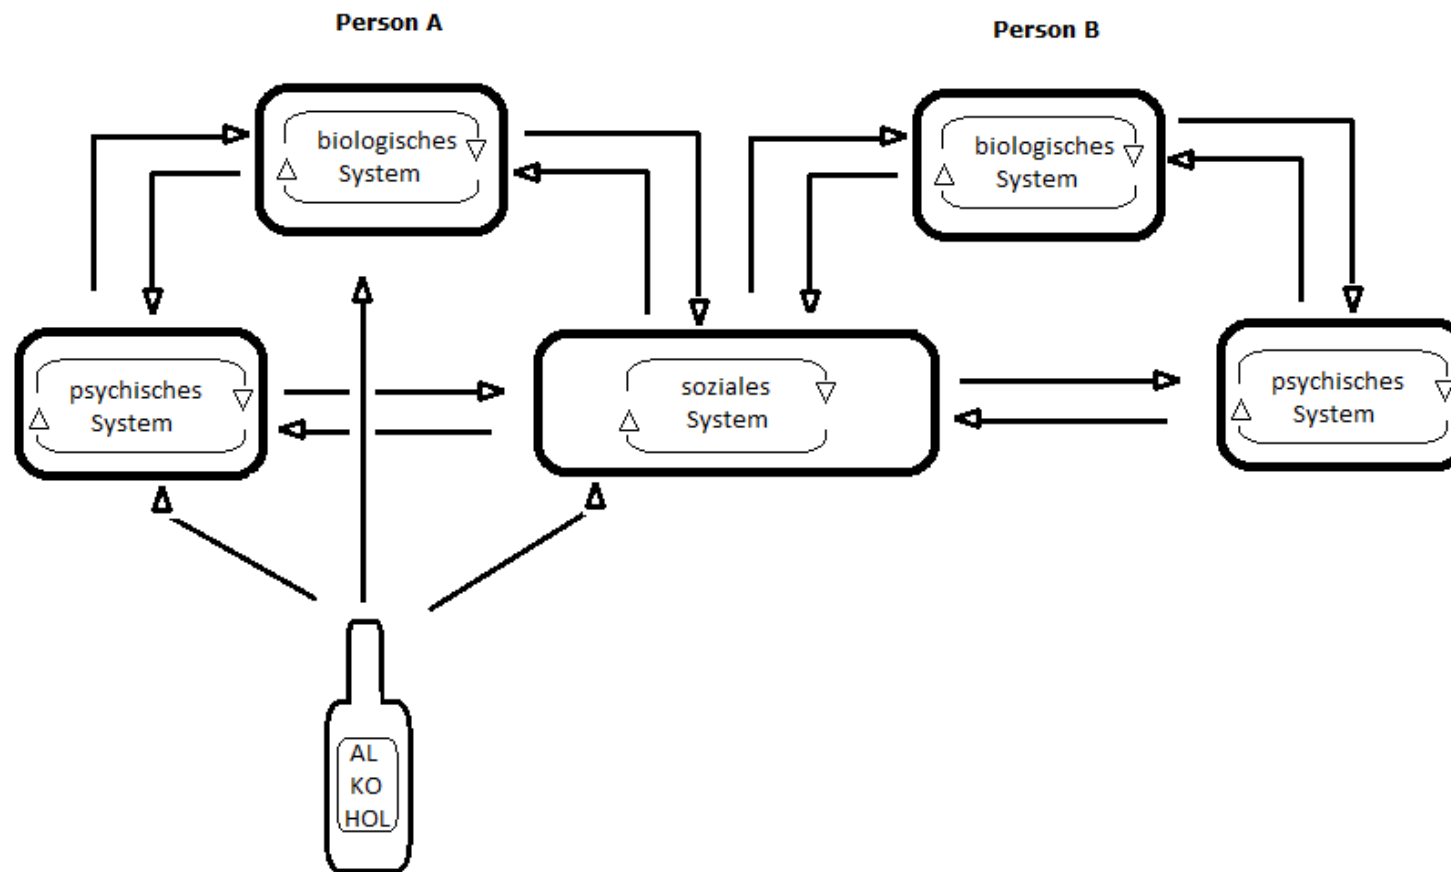 Person A
Person B
biologisches
System
biologisches
System
psychisches
System
soziales
System
psychisches
System
AL
KO
HOL